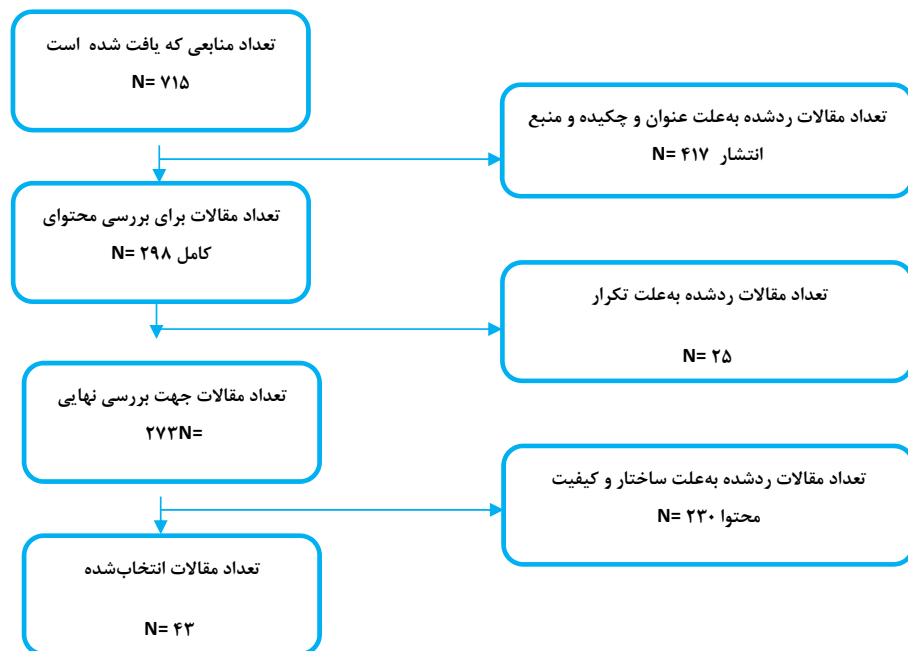 تعداد منابعی که یافت شده است
N= ۷۱۵
تعداد مقالات ردشده به‌علت عنوان و چکیده و منبع
انتشار N= ۴۱۷
تعداد مقالات برای بررسی محتوای
کامل N= ۲۹۸
تعداد مقالات ردشده به‌علت تکرار
N= ۲۵
تعداد مقالات جهت بررسی نهایی
۲۷۳N=
تعداد مقالات ردشده به‌علت ساختار و کیفیت
محتوا N= ۲۳۰
تعداد مقالات انتخاب‌شده
N= ۴۳